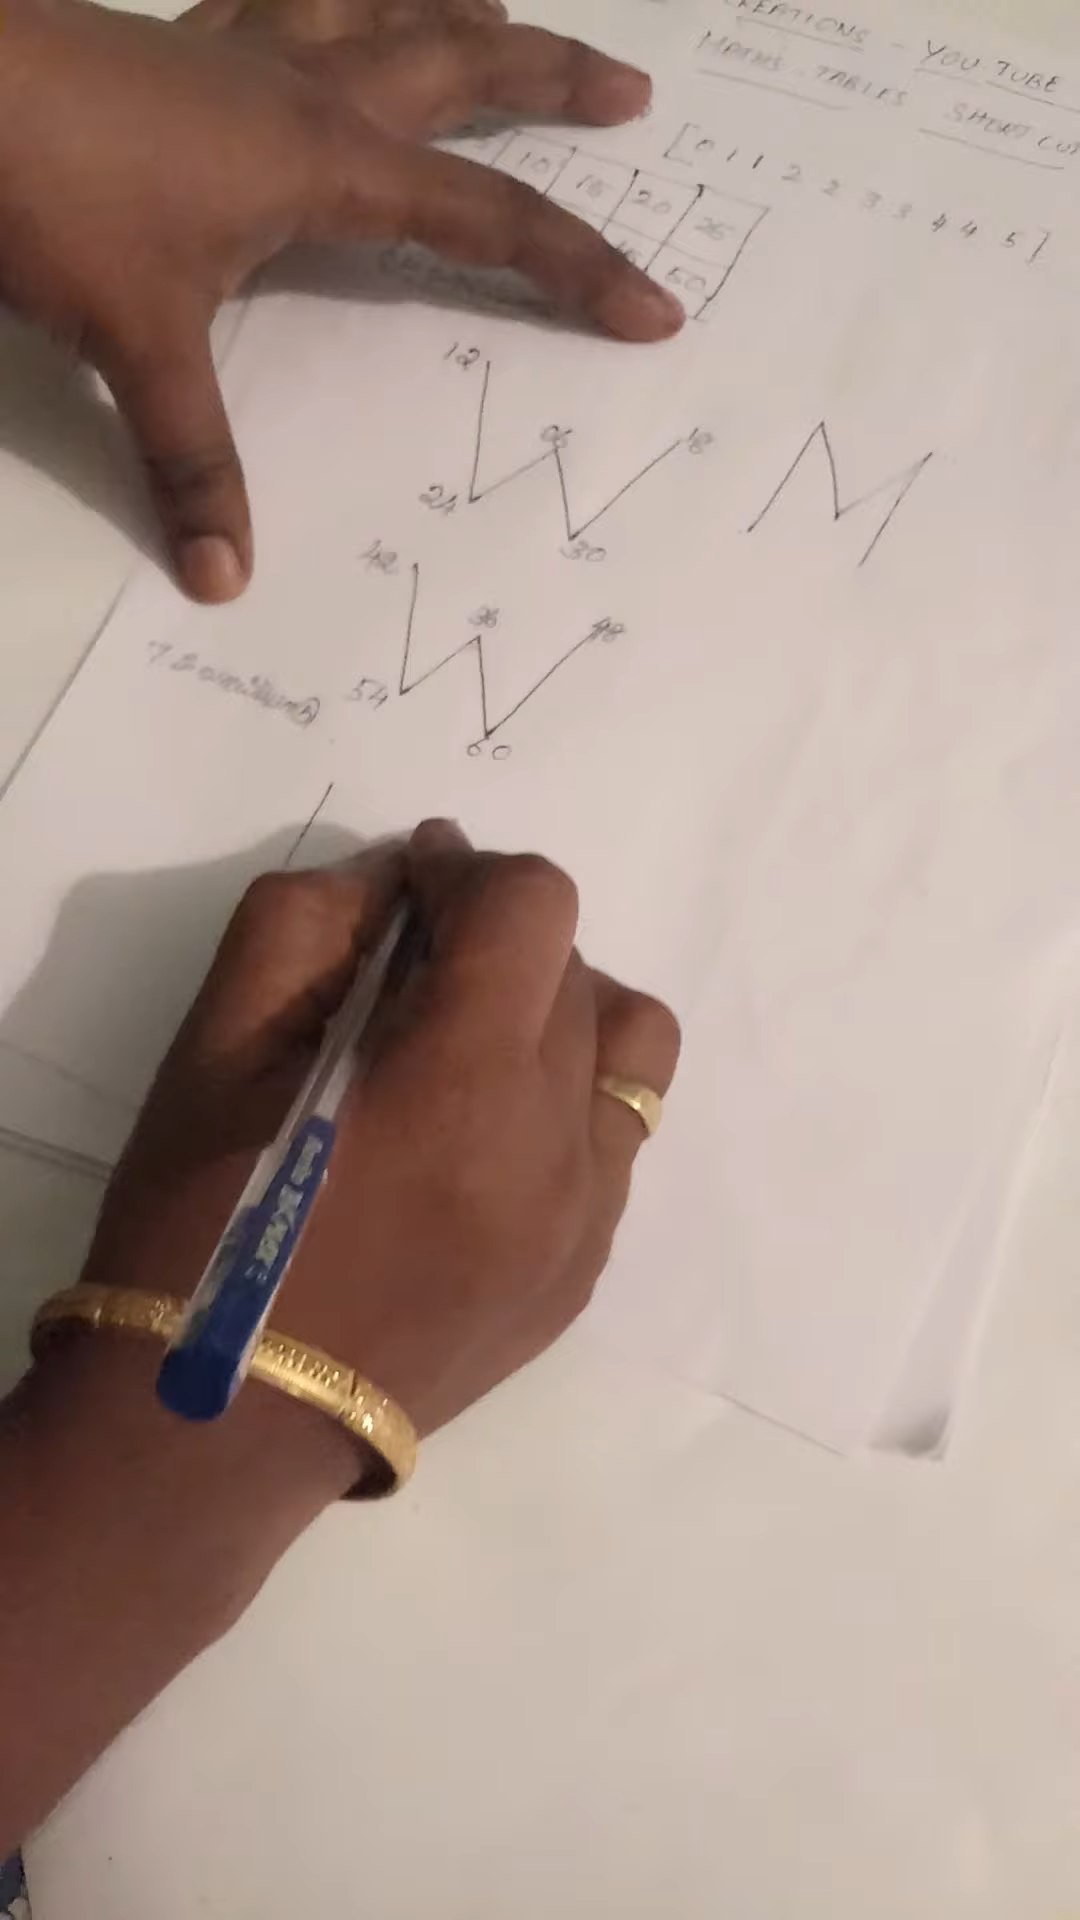 CREATIONS - YOU TUBE
MATHS - TABLES SHORT CUT
[0 1 1 2 2 3 3 4 4 5]
10 15 20 25
50
12
06 18
24
30
42
36 48
54
60